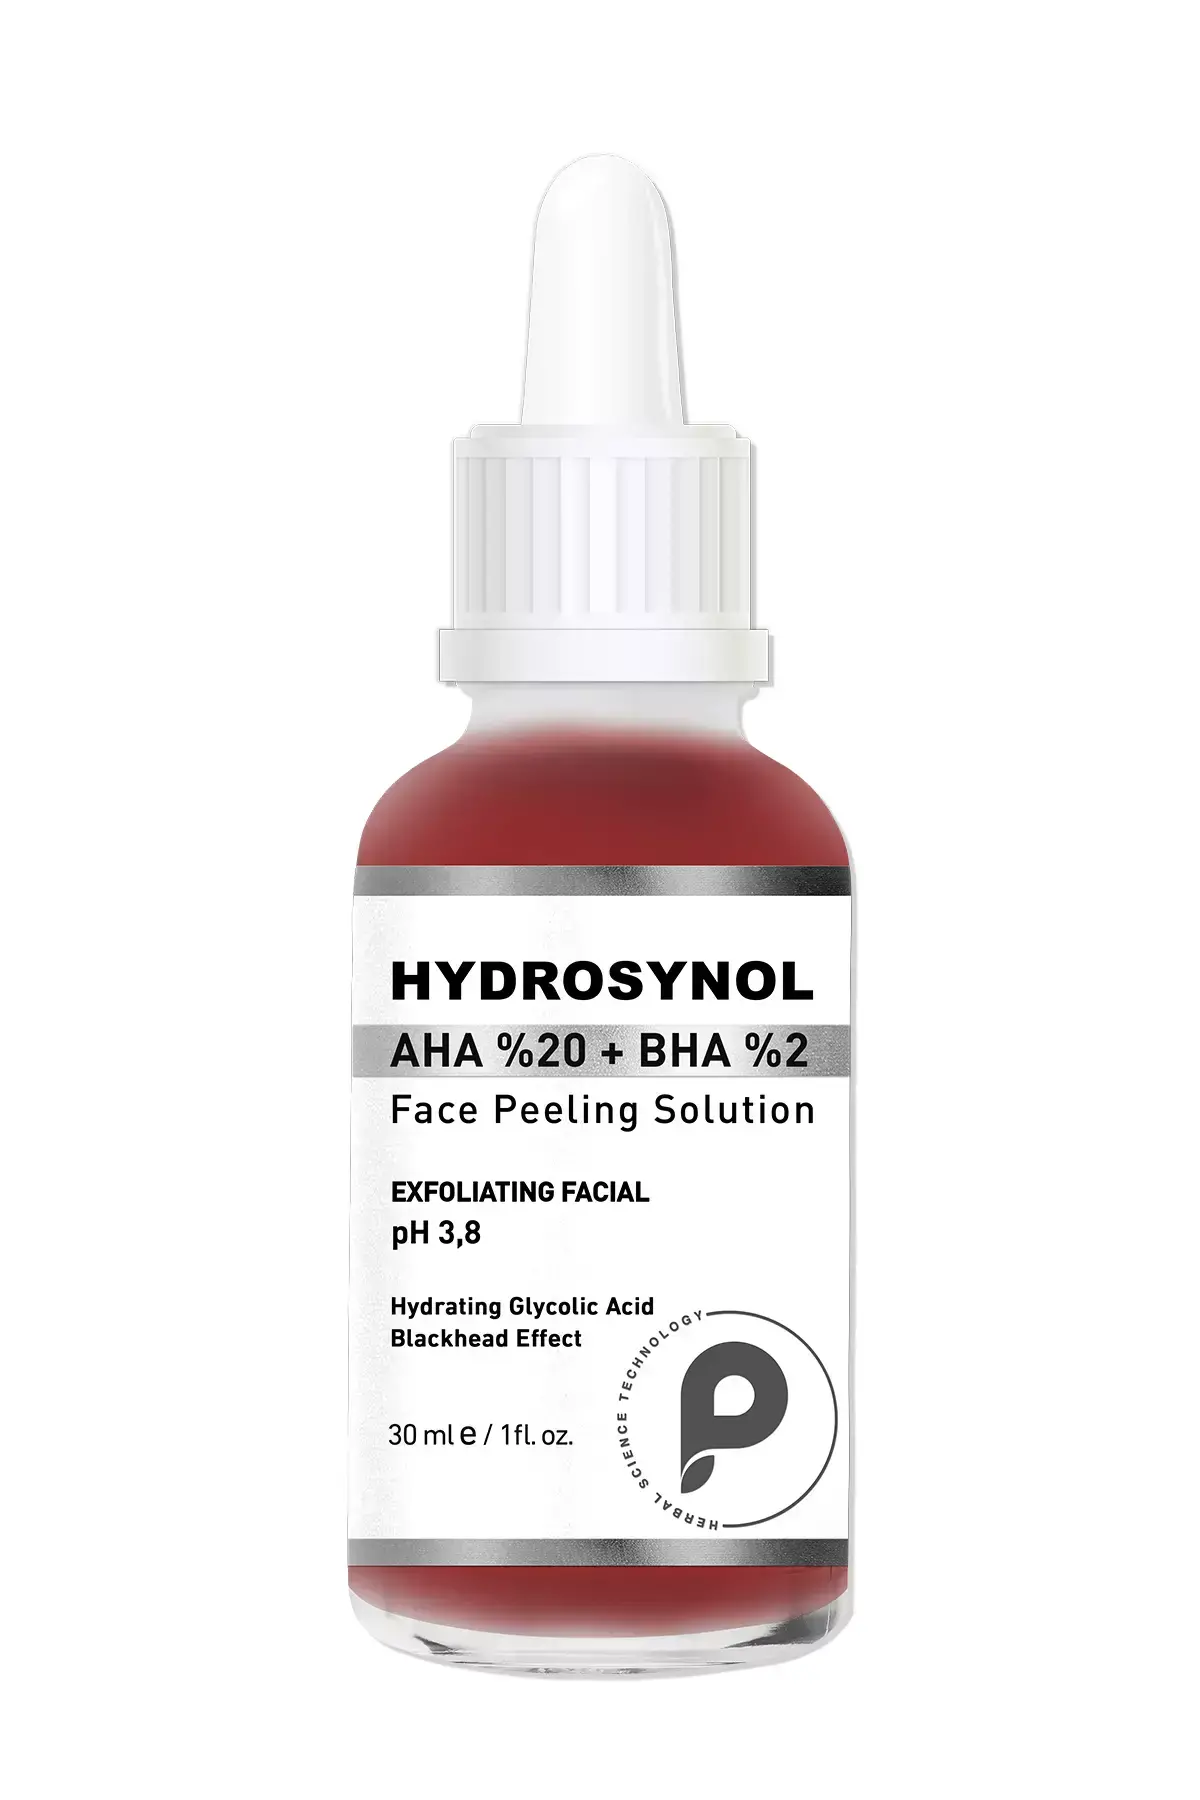 HYDROSYNOL
AHA %20 + BHA %2
Face Peeling Solution
EXFOLIATING FACIAL
pH 3,8
Hydrating Glycolic Acid
Blackhead Effect
30 ml e / 1fl. oz.
HERBAL SCIENCE TECHNOLOGY
P